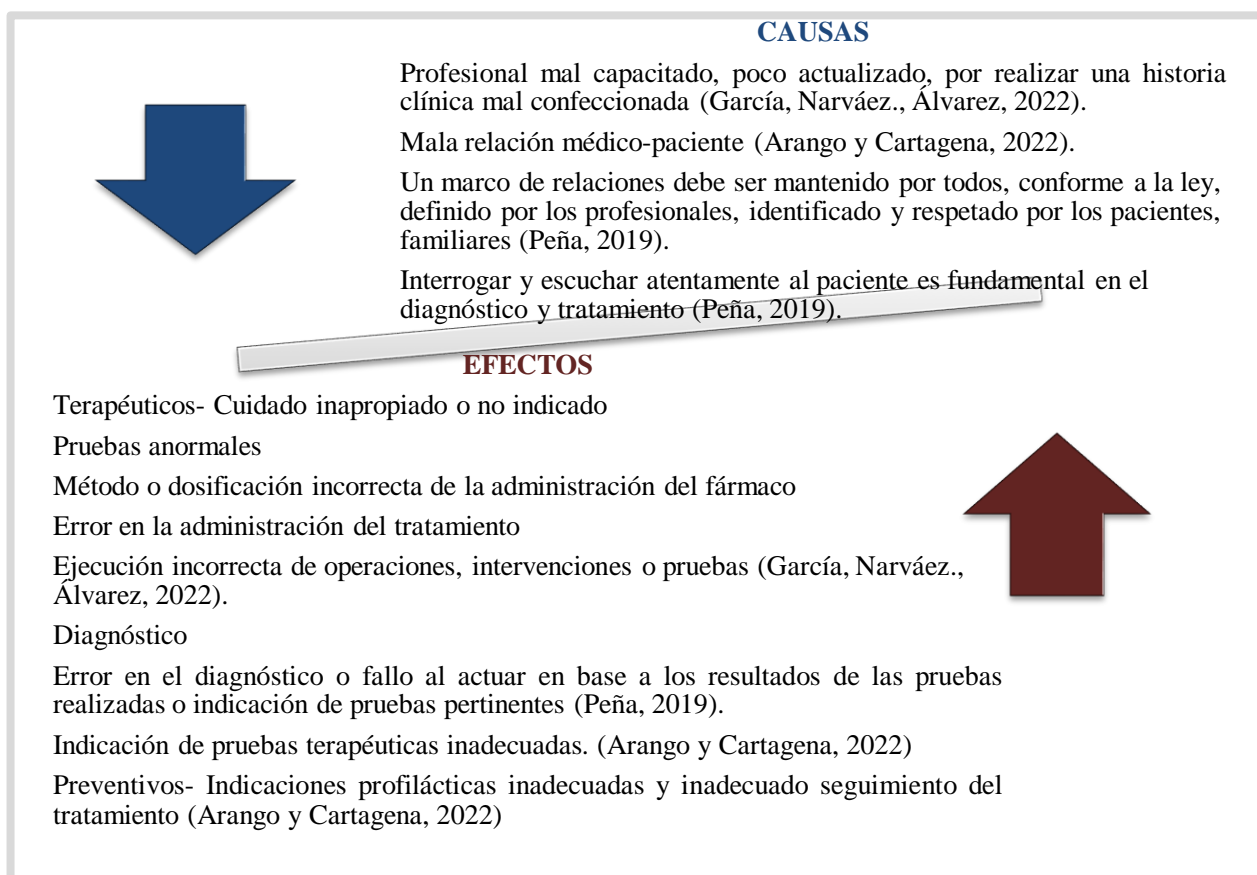 CAUSAS
Profesional mal capacitado, poco actualizado, por realizar una historia
clínica mal confeccionada (García, Narváez., Álvarez, 2022).
Mala relación médico-paciente (Arango y Cartagena, 2022).
Un marco de relaciones debe ser mantenido por todos, conforme a la ley,
definido por los profesionales, identificado y respetado por los pacientes,
familiares (Peña, 2019).
Interrogar y escuchar atentamente al paciente es fundamental en el
diagnóstico y tratamiento (Peña, 2019).
EFECTOS
Terapéuticos- Cuidado inapropiado o no indicado
Pruebas anormales
Método o dosificación incorrecta de la administración del fármaco
Error en la administración del tratamiento
Ejecución incorrecta de operaciones, intervenciones o pruebas (García, Narváez.,
Álvarez, 2022).
Diagnóstico
Error en el diagnóstico o fallo al actuar en base a los resultados de las pruebas
realizadas o indicación de pruebas pertinentes (Peña, 2019).
Indicación de pruebas terapéuticas inadecuadas. (Arango y Cartagena, 2022)
Preventivos- Indicaciones profilácticas inadecuadas y inadecuado seguimiento del
tratamiento (Arango y Cartagena, 2022)